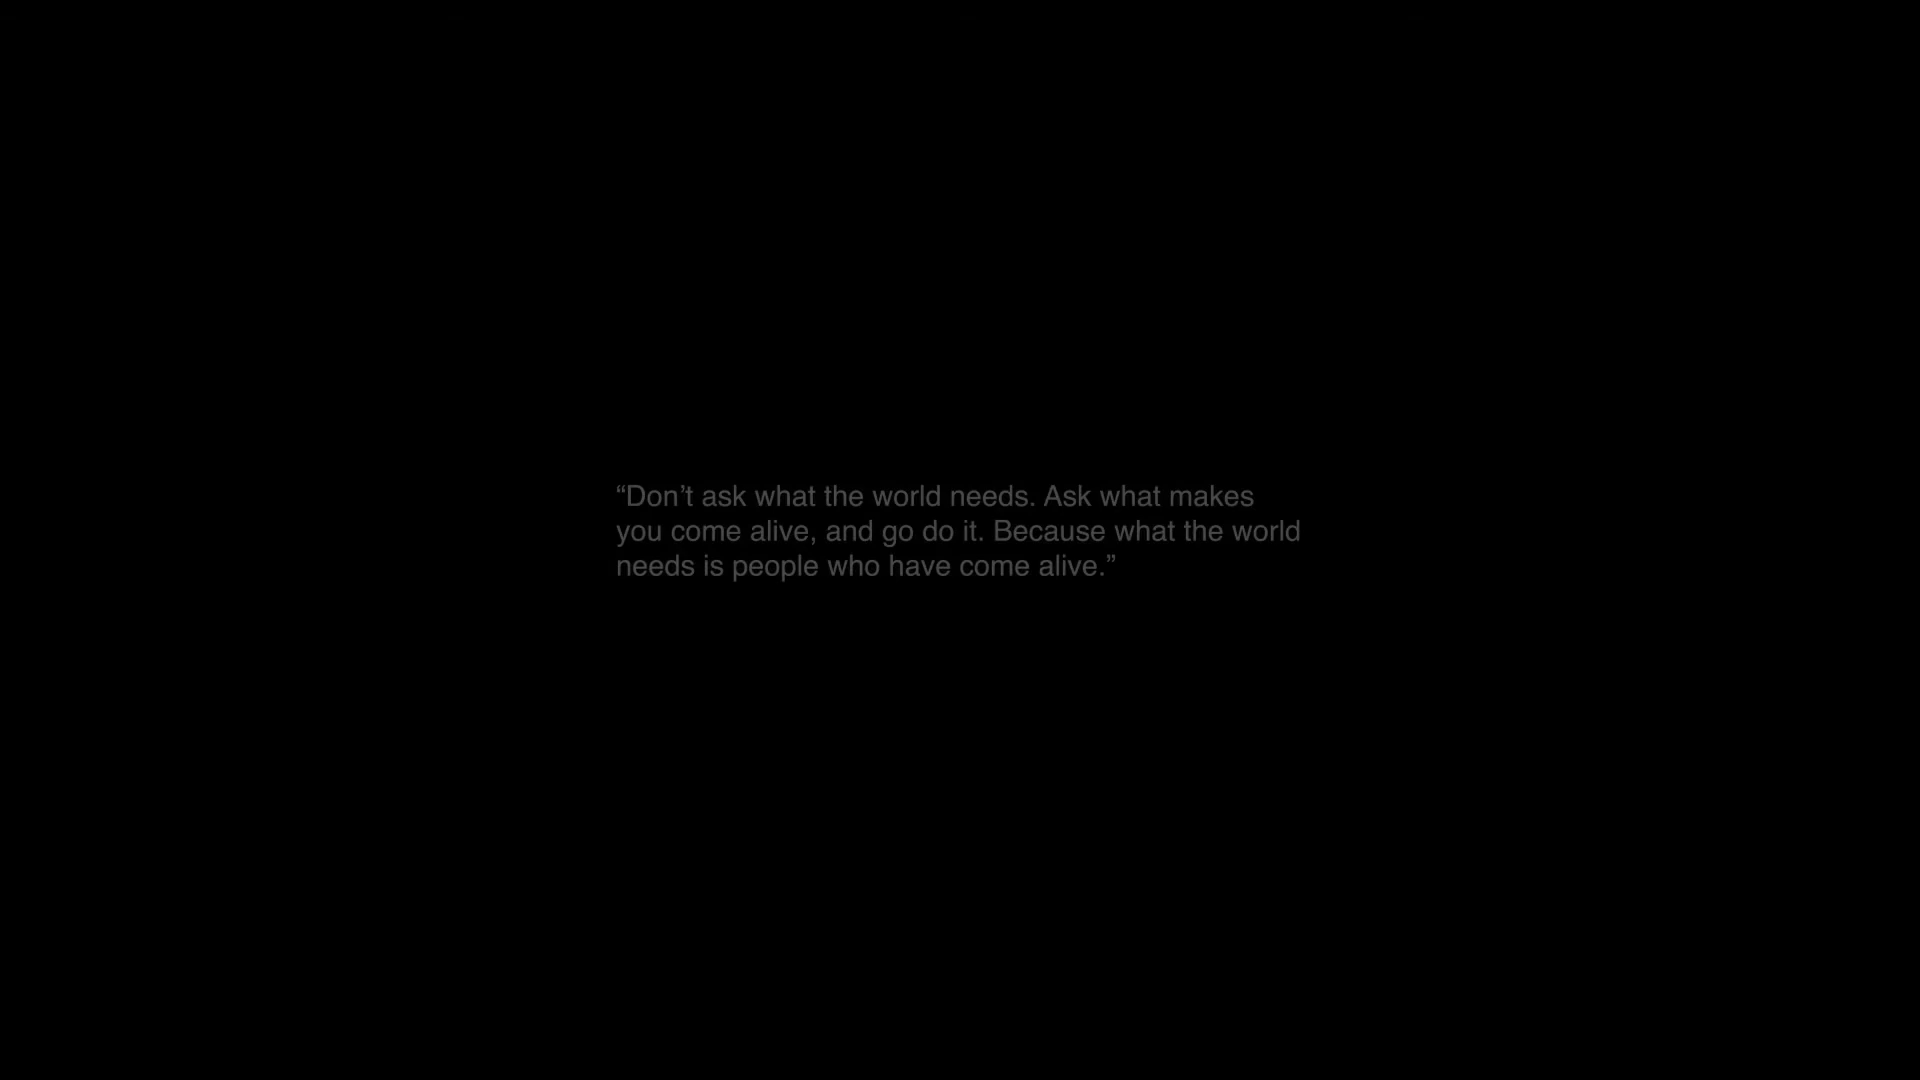 “Don’t ask what the world needs. Ask what makes
you come alive, and go do it. Because what the world
needs is people who have come alive.”